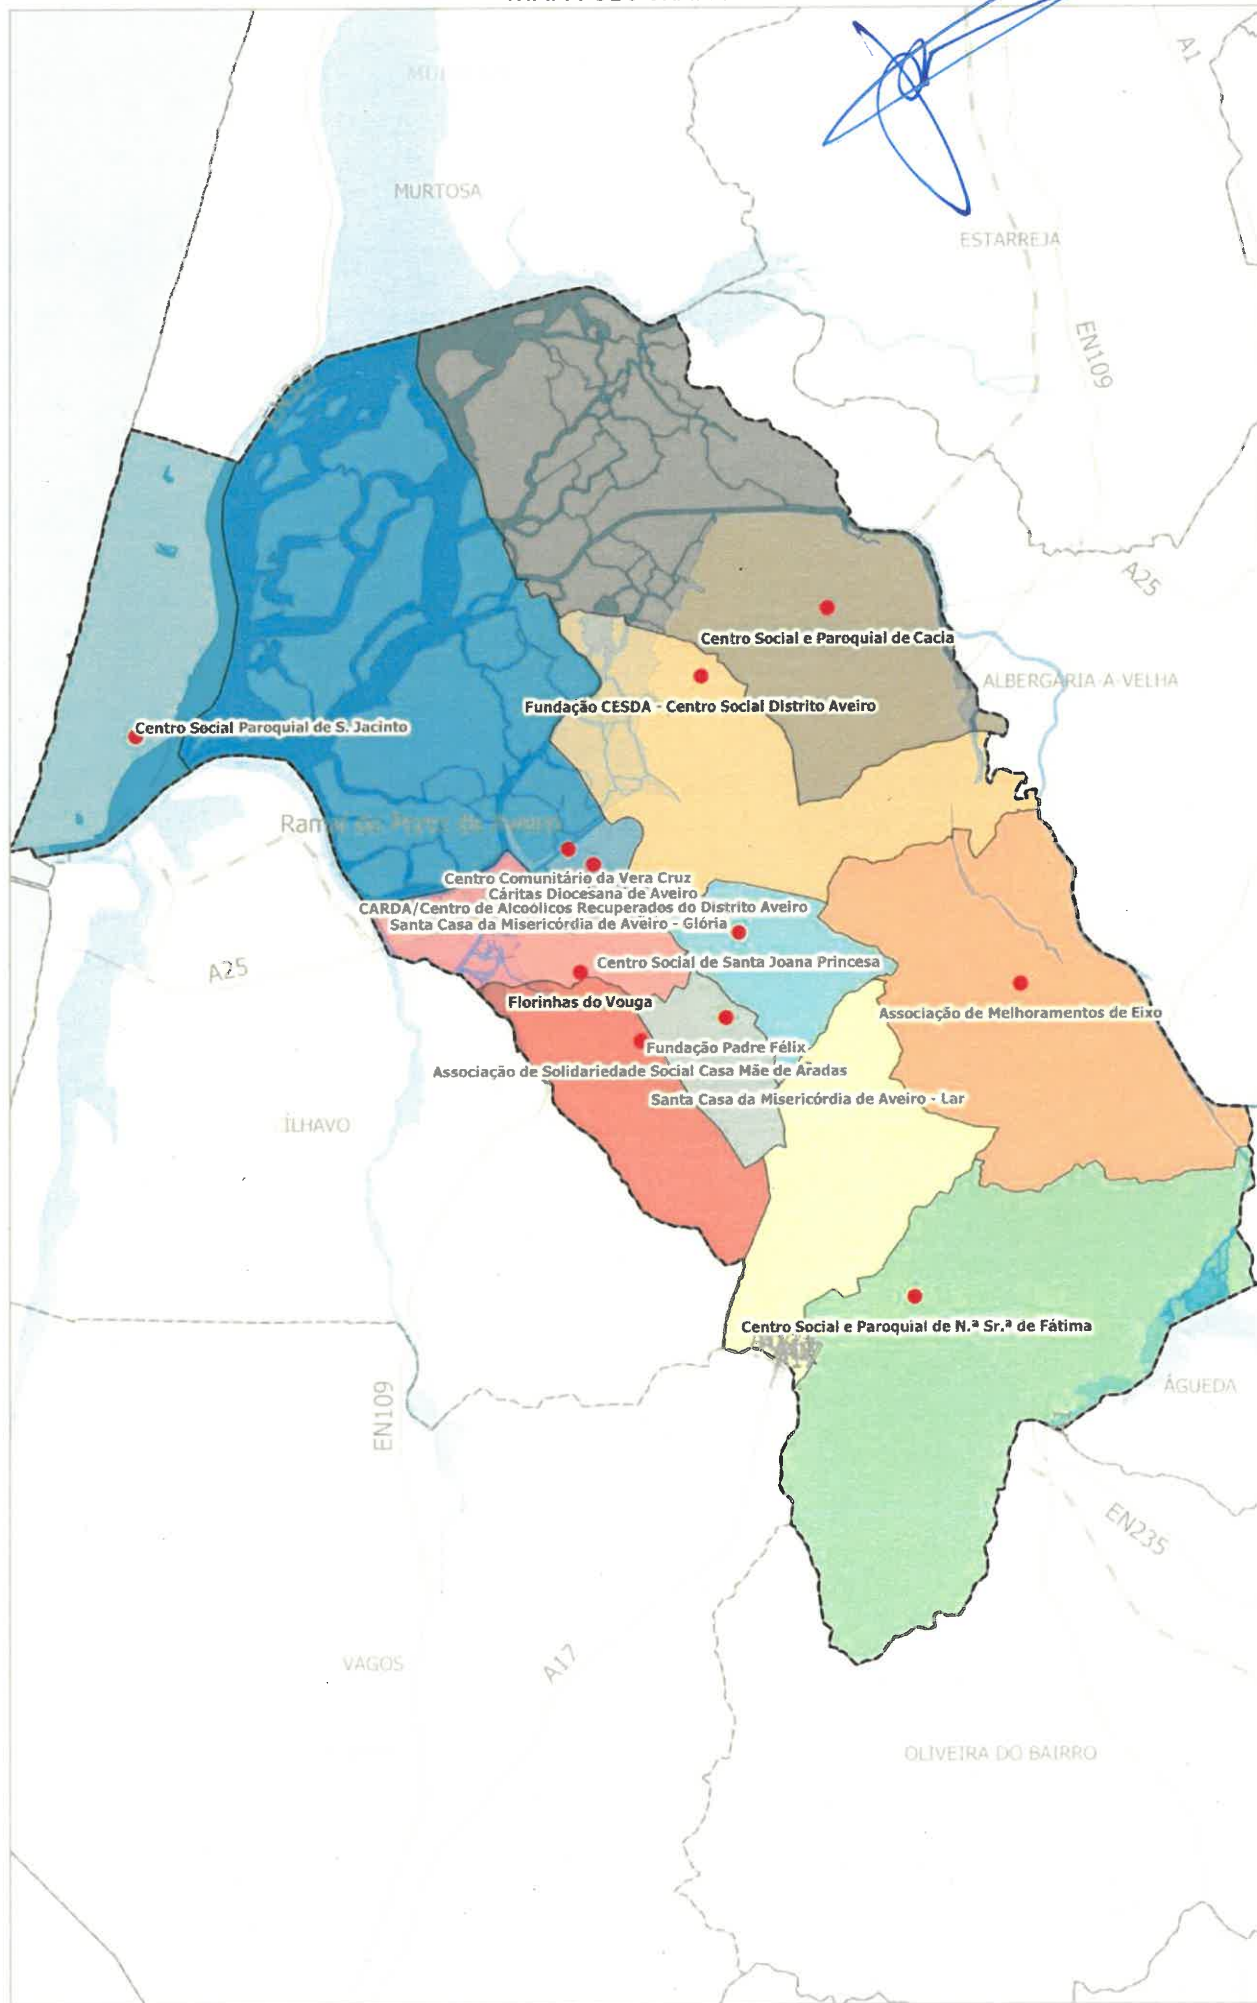 MURTOSA
A1
ESTARREJA
EN109
A25
Centro Social e Paroquial de Cacia
ALBERGARIA-A-VELHA
Fundação CESDA - Centro Social Distrito Aveiro
Centro Social Paroquial de S. Jacinto
Centro Comunitário da Vera Cruz
Cáritas Diocesana de Aveiro
CARDA/Centro de Alcoólicos Recuperados do Distrito Aveiro
Santa Casa da Misericórdia de Aveiro - Glória
Centro Social de Santa Joana Princesa
A25
Florinhas do Vouga
Associação de Melhoramentos de Eixo
Fundação Padre Félix
Associação de Solidariedade Social Casa Mãe de Aradas
Santa Casa da Misericórdia de Aveiro - Lar
ÍLHAVO
Centro Social e Paroquial de N.ª Sr.ª de Fátima
ÁGUEDA
EN109
EN235
VAGOS
A17
OLIVEIRA DO BAIRRO